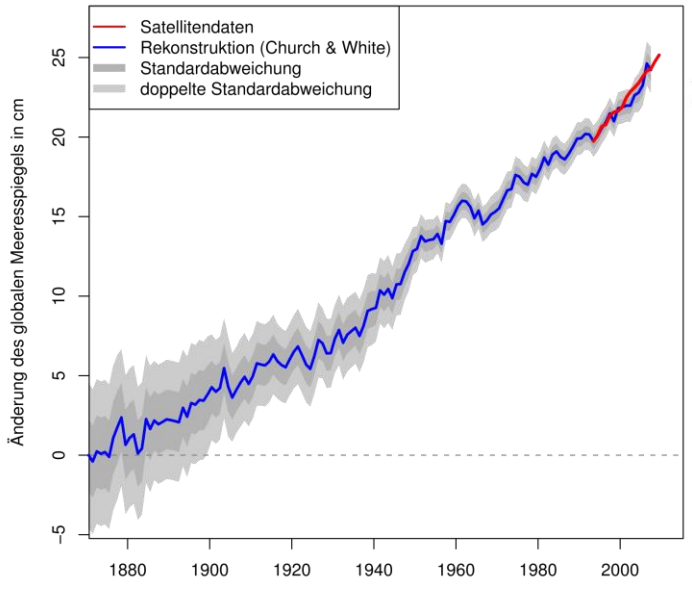 Satellitendaten
Rekonstruktion (Church & White)
Standardabweichung
doppelte Standardabweichung
Änderung des globalen Meeresspiegels in cm
25
20
15
10
5
0
−5
1880 1900 1920 1940 1960 1980 2000